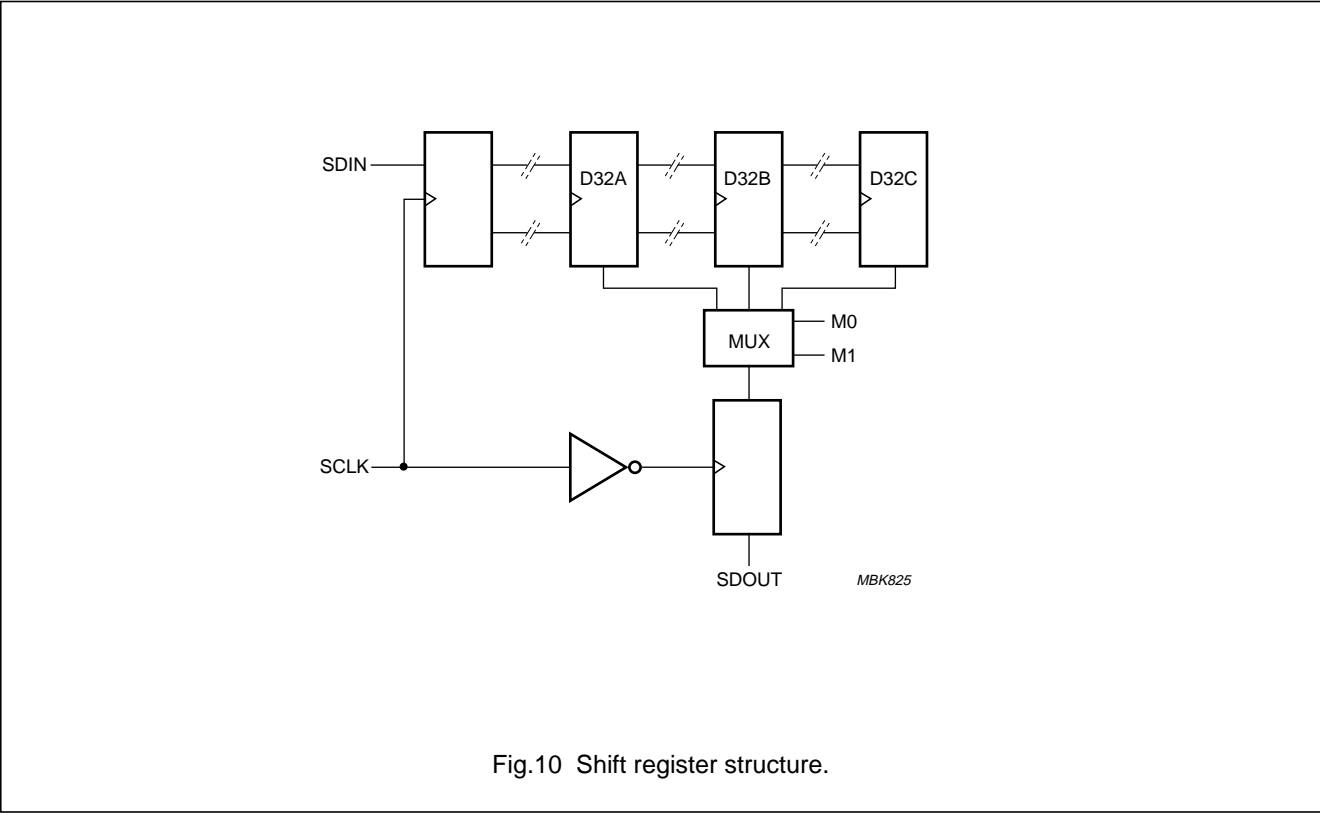 SDIN
D32A
D32B
D32C
M0
MUX
M1
SCLK
SDOUT
MBK825
Fig.10 Shift register structure.